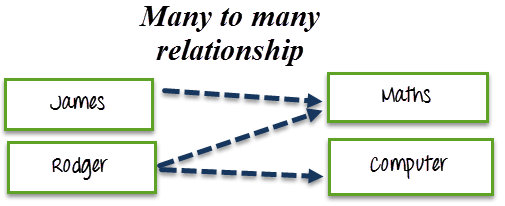 Many to many
relationship
James
Maths
Rodger
Computer